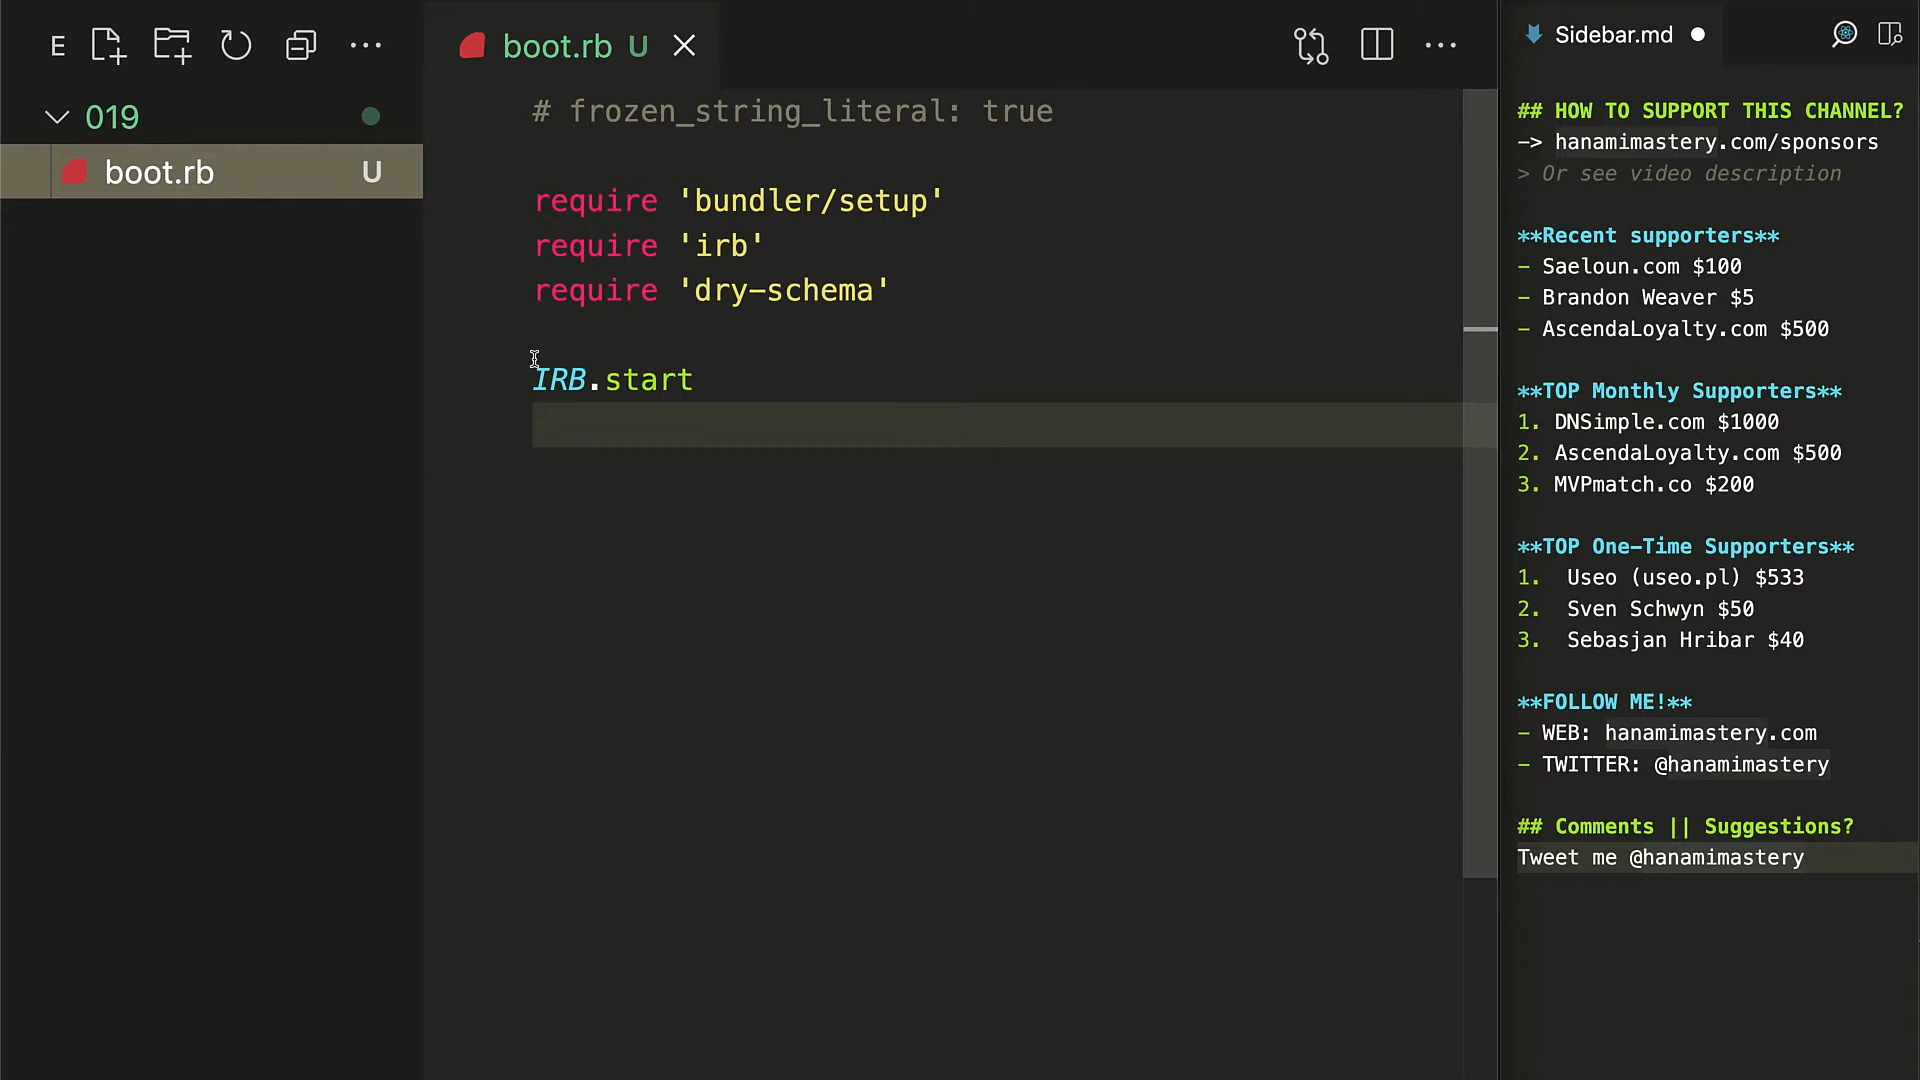 E
019
boot.rb U
boot.rb U
# frozen_string_literal: true
require 'bundler/setup'
require 'irb'
require 'dry-schema'
IRB.start
Sidebar.md
## HOW TO SUPPORT THIS CHANNEL?
-> hanamimastery.com/sponsors
> Or see video description
**Recent supporters**
- Saeloun.com $100
- Brandon Weaver $5
- AscendaLoyalty.com $500
**TOP Monthly Supporters**
1. DNSimple.com $1000
2. AscendaLoyalty.com $500
3. MVPmatch.co $200
**TOP One-Time Supporters**
1. Useo (useo.pl) $533
2. Sven Schwyn $50
3. Sebasjan Hribar $40
**FOLLOW ME!**
- WEB: hanamimastery.com
- TWITTER: @hanamimastery
## Comments || Suggestions?
Tweet me @hanamimastery